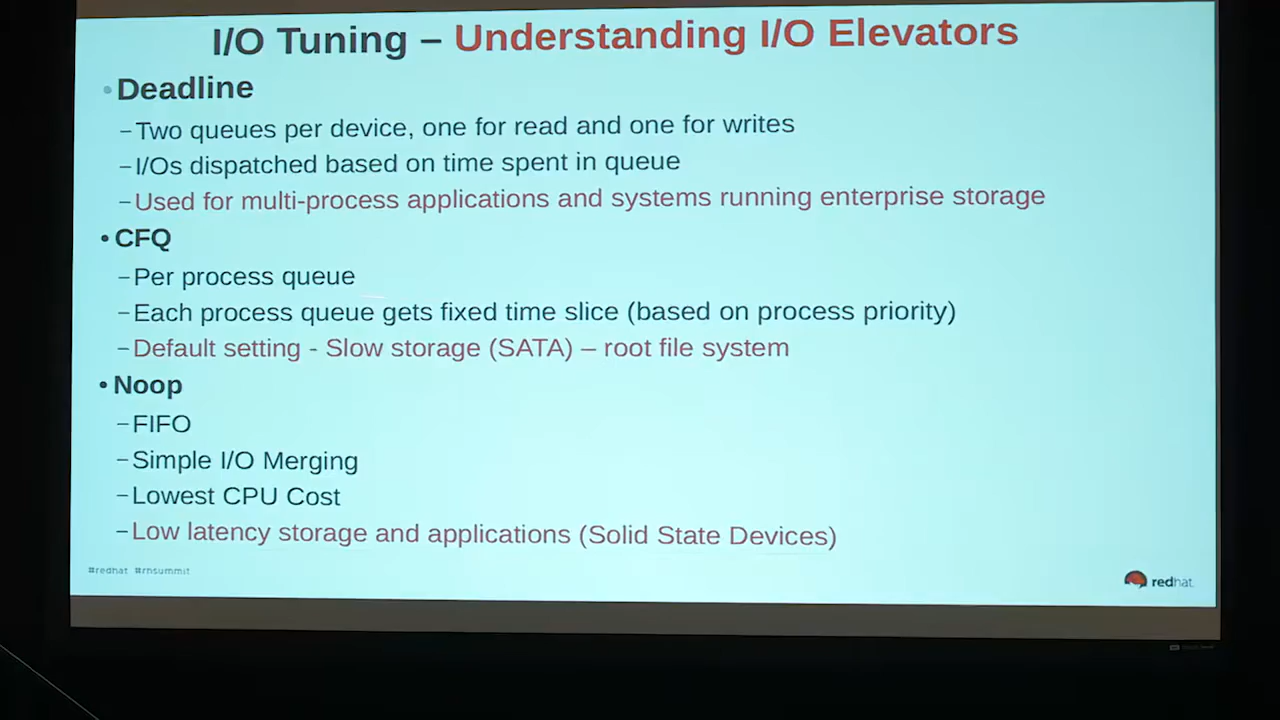 I/O Tuning – Understanding I/O Elevators
• Deadline
– Two queues per device, one for read and one for writes
– I/Os dispatched based on time spent in queue
– Used for multi-process applications and systems running enterprise storage
• CFQ
– Per process queue
– Each process queue gets fixed time slice (based on process priority)
– Default setting - Slow storage (SATA) – root file system
• Noop
– FIFO
– Simple I/O Merging
– Lowest CPU Cost
– Low latency storage and applications (Solid State Devices)
#redhat #rhsummit
redhat.